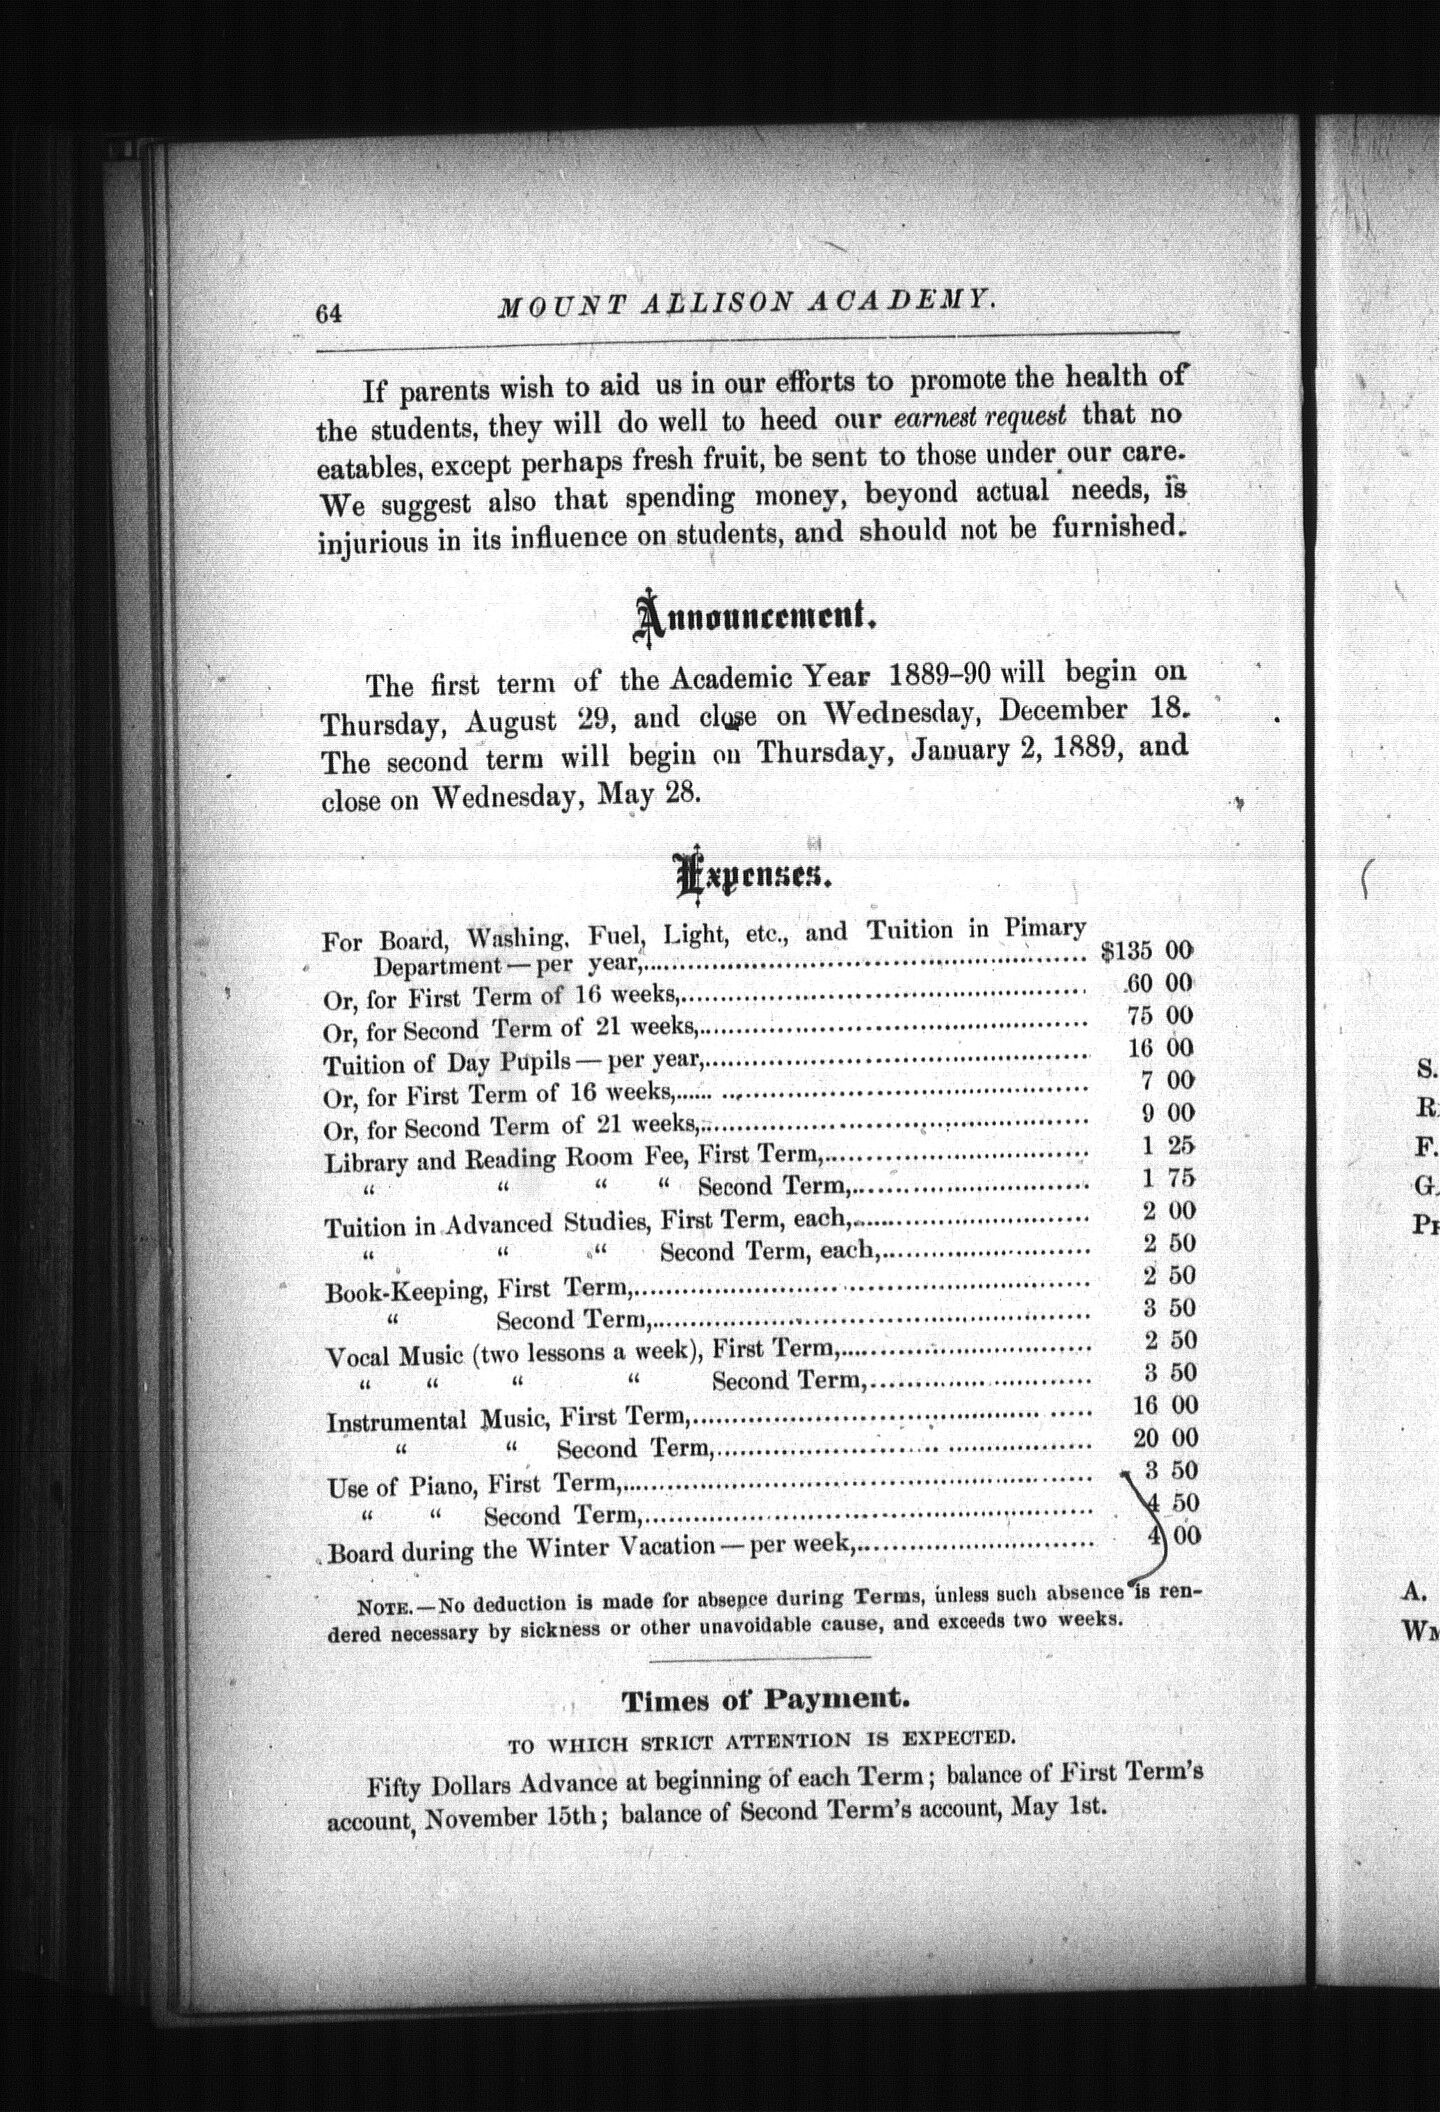 64 MOUNT ALLISON ACADEMY.
If parents wish to aid us in our efforts to promote the health of
the students, they will do well to heed our earnest request that no
eatables, except perhaps fresh fruit, be sent to those under our care.
We suggest also that spending money, beyond actual needs, is
injurious in its influence on students, and should not be furnished.
Announcement.
The first term of the Academic Year 1889-90 will begin on
Thursday, August 29, and close on Wednesday, December 18.
The second term will begin on Thursday, January 2, 1889, and
close on Wednesday, May 28.
Expenses.
For Board, Washing, Fuel, Light, etc., and Tuition in Pimary
Department — per year,........ $135 00
Or, for First Term of 16 weeks,........ 60 00
Or, for Second Term of 21 weeks,........ 75 00
Tuition of Day Pupils — per year,........ 16 00
Or, for First Term of 16 weeks,........ 7 00
Or, for Second Term of 21 weeks,........ 9 00
Library and Reading Room Fee, First Term,........ 1 25
" " " " Second Term,........ 1 75
Tuition in Advanced Studies, First Term, each,........ 2 00
" " " Second Term, each,........ 2 50
Book-Keeping, First Term,........ 2 50
" Second Term,........ 3 50
Vocal Music (two lessons a week), First Term,........ 2 50
" " " " Second Term,........ 3 50
Instrumental Music, First Term,........ 16 00
" " Second Term,........ 20 00
Use of Piano, First Term,........ 3 50
" " Second Term,........ 4 50
Board during the Winter Vacation — per week,........ 4 00
NOTE.—No deduction is made for absence during Terms, unless such absence is ren-
dered necessary by sickness or other unavoidable cause, and exceeds two weeks.
Times of Payment.
TO WHICH STRICT ATTENTION IS EXPECTED.
Fifty Dollars Advance at beginning of each Term; balance of First Term's
account, November 15th; balance of Second Term's account, May 1st.
S.
F.
A.